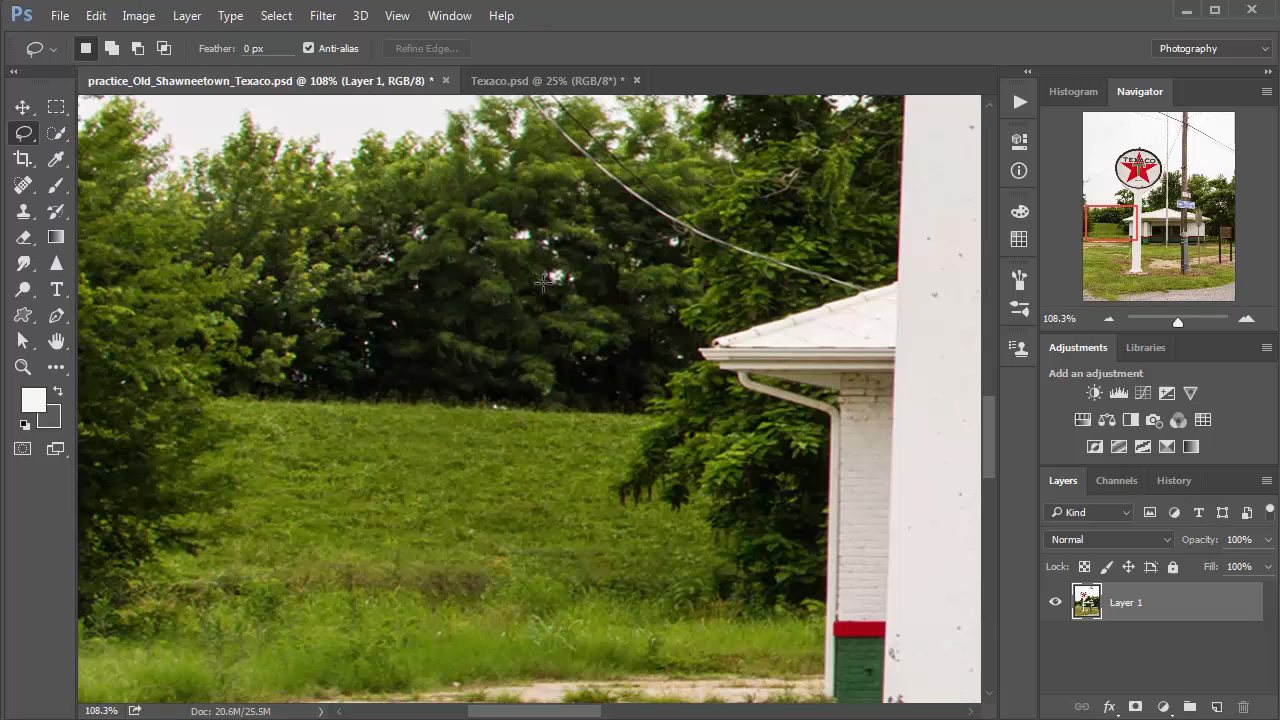 Ps File Edit Image Layer Type Select Filter 3D View Window Help
Feather: 0 px Anti-alias Refine Edge... Photography
practice_Old_Shawneetown_Texaco.psd @ 108% (Layer 1, RGB/8) * Texaco.psd @ 25% (RGB/8*) *
Histogram Navigator
TEXACO
108.3%
Adjustments Libraries
Add an adjustment
Layers Channels History
Kind
Normal Opacity: 100%
Lock: Fill: 100%
Layer 1
108.3% Doc: 20.6M/25.5M